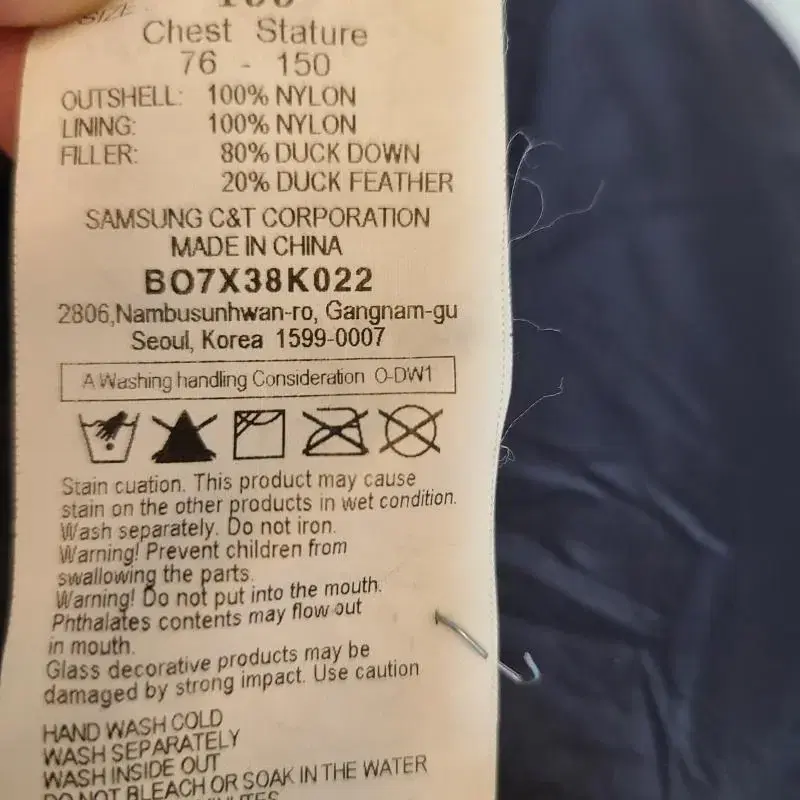 SIZE
Chest Stature
76 - 150
OUTSHELL: 100% NYLON
LINING: 100% NYLON
FILLER: 80% DUCK DOWN
20% DUCK FEATHER
SAMSUNG C&T CORPORATION
MADE IN CHINA
BO7X38K022
2806,Nambusunhwan-ro, Gangnam-gu
Seoul, Korea 1599-0007
A Washing handling Consideration O-DW1
Stain cuation. This product may cause
stain on the other products in wet condition.
Wash separately. Do not iron.
Warning! Prevent children from
swallowing the parts.
Warning! Do not put into the mouth.
Phthalates contents may flow out
in mouth.
Glass decorative products may be
damaged by strong impact. Use caution
HAND WASH COLD
WASH SEPARATELY
WASH INSIDE OUT
DO NOT BLEACH OR SOAK IN THE WATER